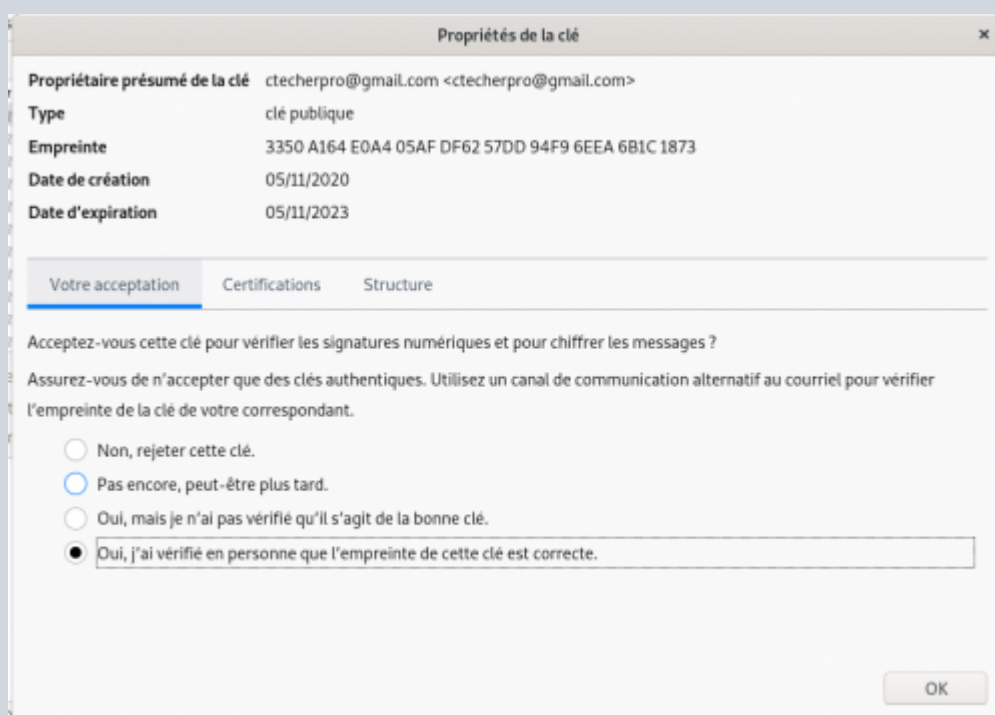 Propriétés de la clé ×
Propriétaire présumé de la clé ctecherpro@gmail.com <ctecherpro@gmail.com>
Type clé publique
Empreinte 3350 A164 E0A4 05AF DF62 57DD 94F9 6EEA 6B1C 1873
Date de création 05/11/2020
Date d'expiration 05/11/2023
Votre acceptation Certifications Structure
Acceptez-vous cette clé pour vérifier les signatures numériques et pour chiffrer les messages ?
Assurez-vous de n'accepter que des clés authentiques. Utilisez un canal de communication alternatif au courriel pour vérifier
l'empreinte de la clé de votre correspondant.
Non, rejeter cette clé.
Pas encore, peut-être plus tard.
Oui, mais je n'ai pas vérifié qu'il s'agit de la bonne clé.
Oui, j'ai vérifié en personne que l'empreinte de cette clé est correcte.
OK